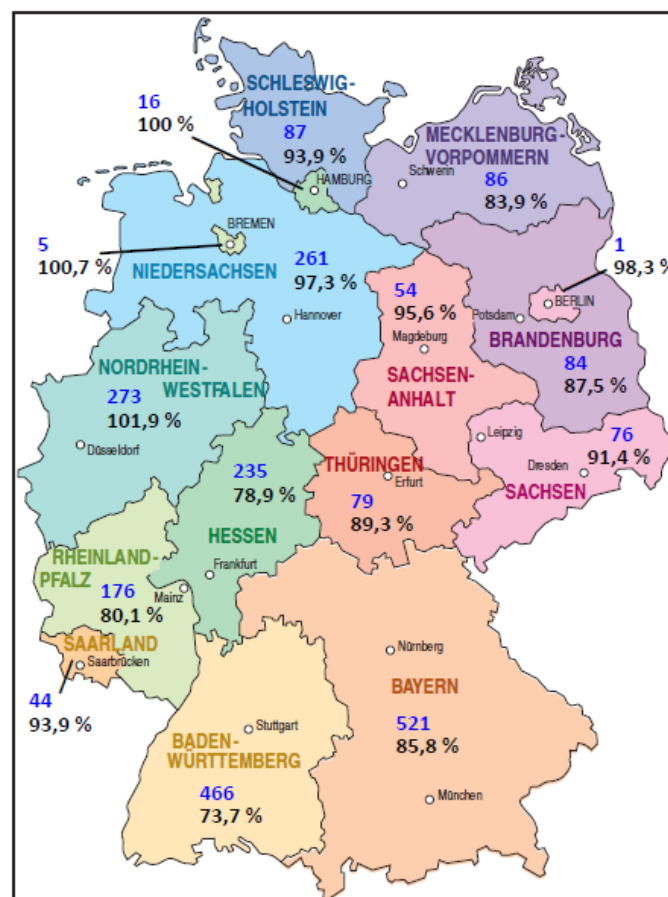 SCHLESWIG-
HOLSTEIN
87
93,9 %
16
100 %
HAMBURG
MECKLENBURG-
VORPOMMERN
Schwerin
86
83,9 %
5
100,7 %
BREMEN
NIEDERSACHSEN
261
97,3 %
Hannover
1
98,3 %
BERLIN
Potsdam
BRANDENBURG
84
87,5 %
54
95,6 %
Magdeburg
SACHSEN-
ANHALT
NORDRHEIN-
WESTFALEN
273
101,9 %
Düsseldorf
235
78,9 %
HESSEN
Frankfurt
THÜRINGEN
Erfurt
79
89,3 %
Leipzig
76
91,4 %
Dresden
SACHSEN
RHEINLAND-
PFALZ
176
80,1 %
Mainz
SAARLAND
Saarbrücken
44
93,9 %
Nürnberg
BAYERN
521
85,8 %
München
Stuttgart
BADEN-
WÜRTTEMBERG
466
73,7 %